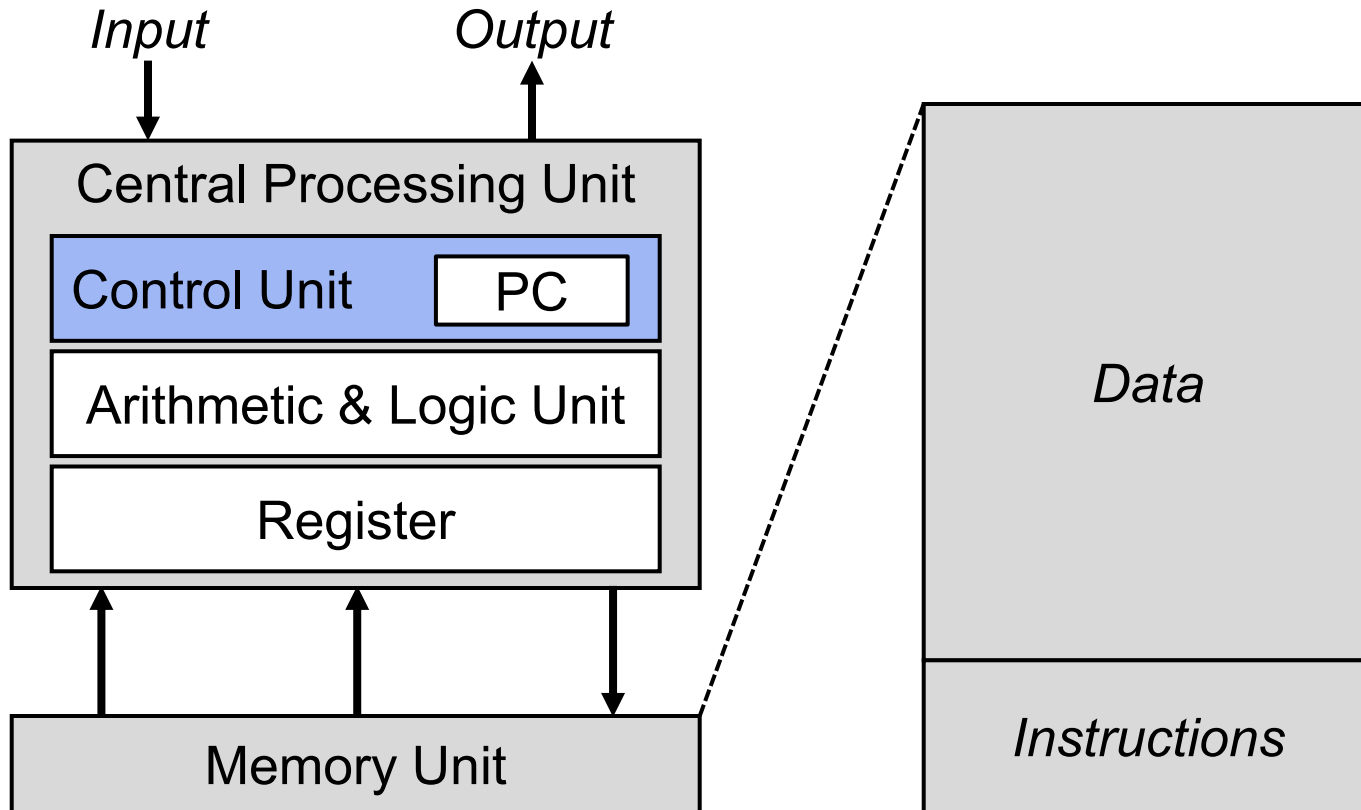 Input
Output
Central Processing Unit
Control Unit
PC
Arithmetic & Logic Unit
Register
Memory Unit
Data
Instructions